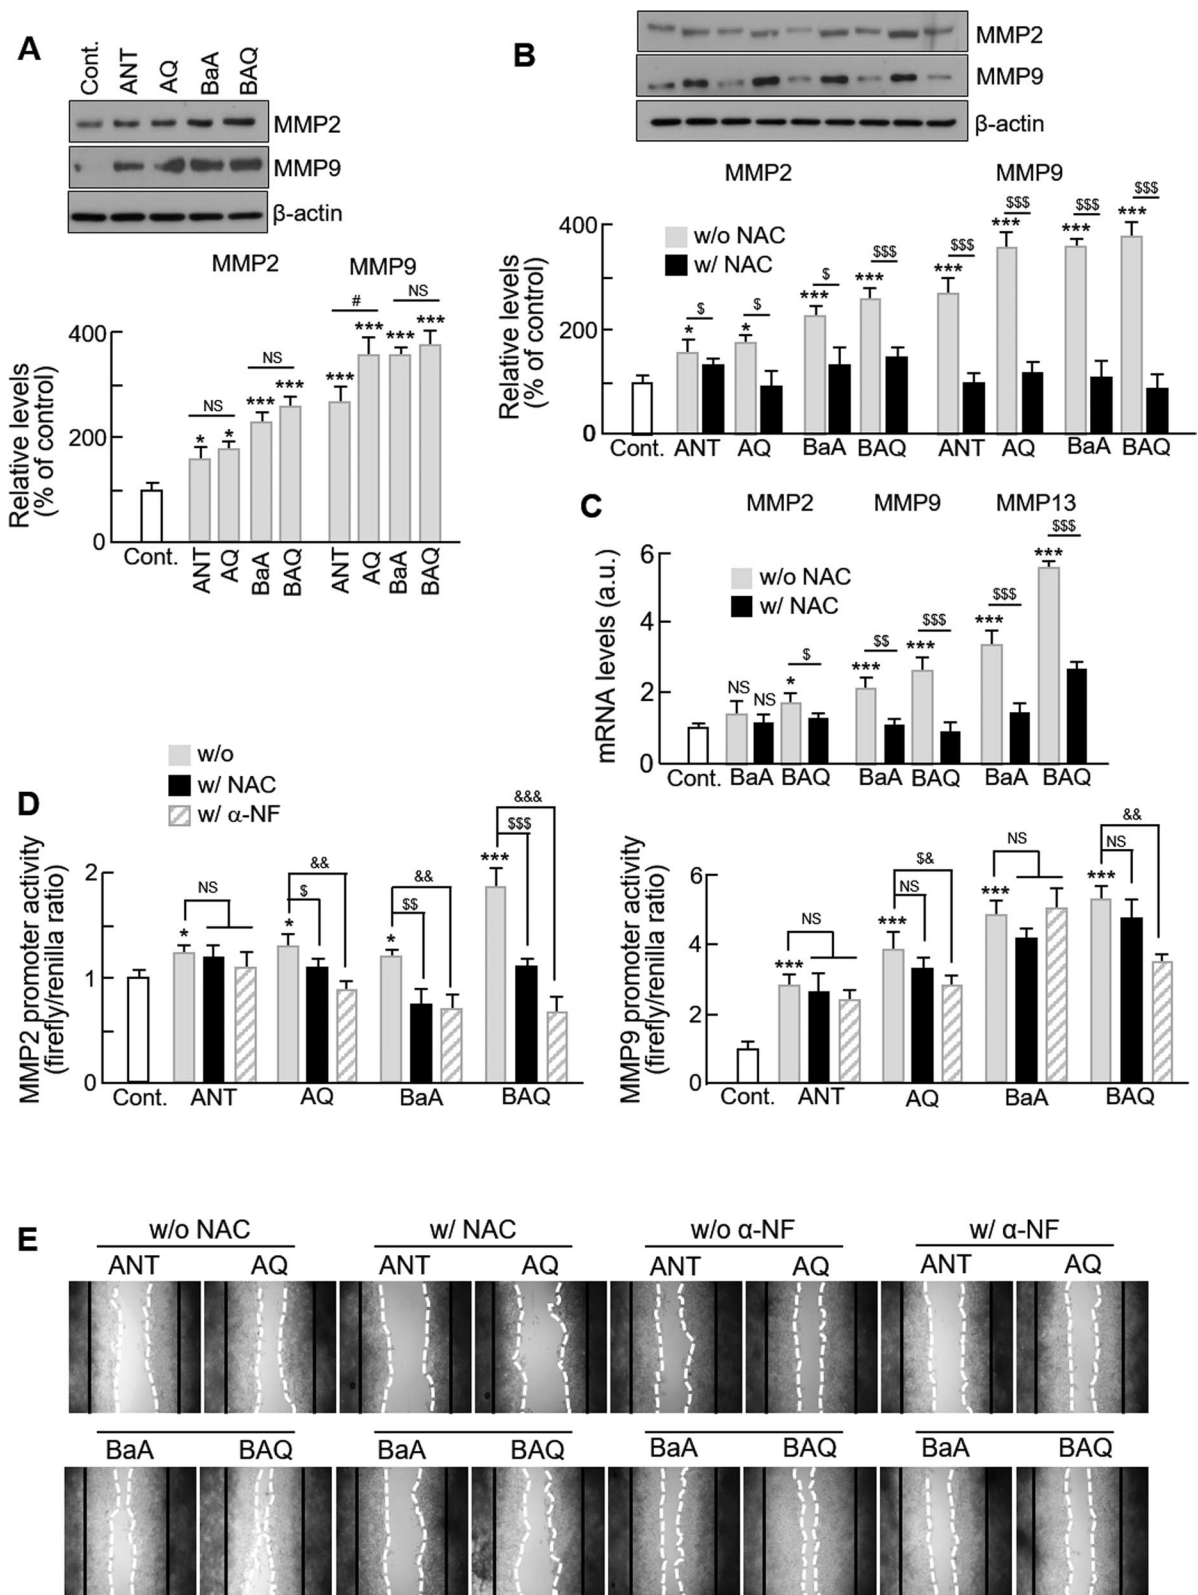 A
Cont.
ANT
AQ
BaA
BAQ
MMP2
MMP9
β-actin
MMP2 MMP9
Relative levels
(% of control)
400
200
0
NS
NS
#
NS
*
*
***
***
***
***
***
***
Cont.
ANT
AQ
BaA
BAQ
ANT
AQ
BaA
BAQ
B
MMP2
MMP9
β-actin
MMP2 MMP9
w/o NAC
w/ NAC
Relative levels
(% of control)
400
200
0
$
$
$
$$$
$$$
$$$
$$$
$$$
*
*
***
***
***
***
***
***
Cont. ANT AQ BaA BAQ ANT AQ BaA BAQ
C
MMP2 MMP9 MMP13
w/o NAC
w/ NAC
mRNA levels (a.u.)
6
4
2
0
NS
NS
$
*
$$
***
$$$
***
$$$
***
$$$
***
Cont. BaA BAQ BaA BAQ BaA BAQ
D
w/o
w/ NAC
w/ α-NF
MMP2 promoter activity
(firefly/renilla ratio)
2
1
0
NS
*
&&
$
*
&&
$$
*
&&&
$$$
***
Cont. ANT AQ BaA BAQ
MMP9 promoter activity
(firefly/renilla ratio)
6
4
2
0
NS
***
$&
NS
***
NS
***
&&
NS
***
Cont. ANT AQ BaA BAQ
E
w/o NAC w/ NAC w/o α-NF w/ α-NF
ANT AQ ANT AQ ANT AQ ANT AQ
BaA BAQ BaA BAQ BaA BAQ BaA BAQ